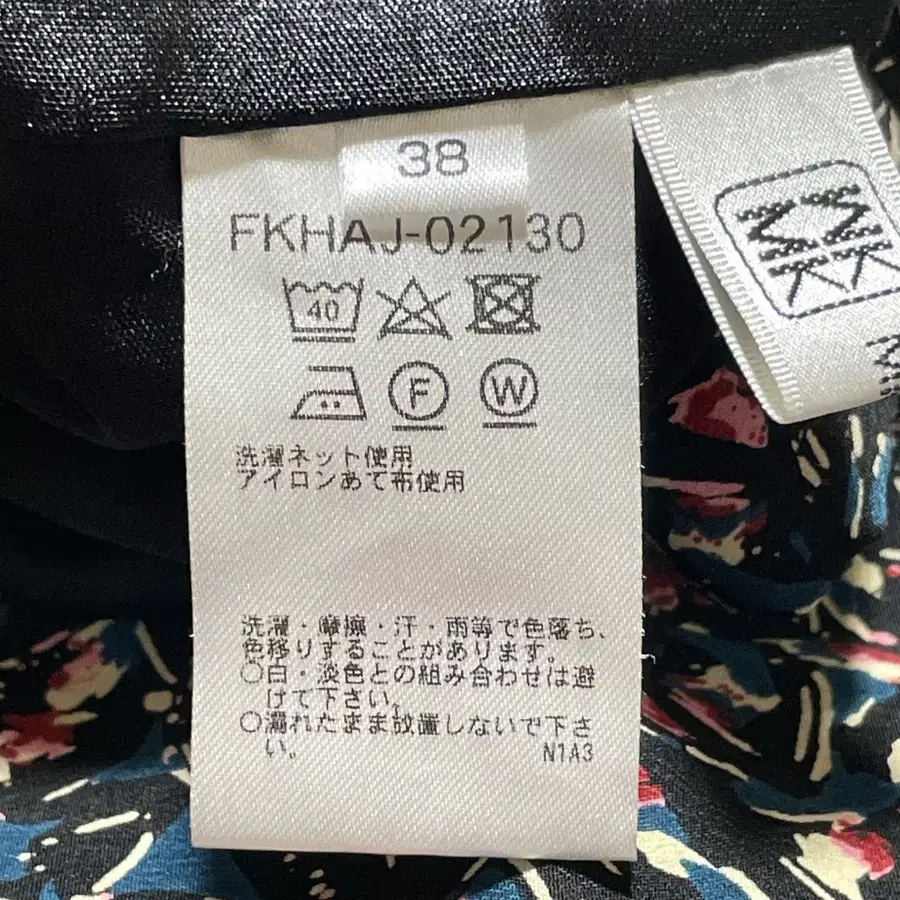 38
FKHAJ-02130
40
F
W
洗濯ネット使用
アイロンあて布使用
洗濯・摩擦・汗・雨等で色落ち、
色移りすることがあります。
○白・淡色との組み合わせは避
けて下さい。
○濡れたまま放置しないで下さ
い。
N1A3
MK
MK